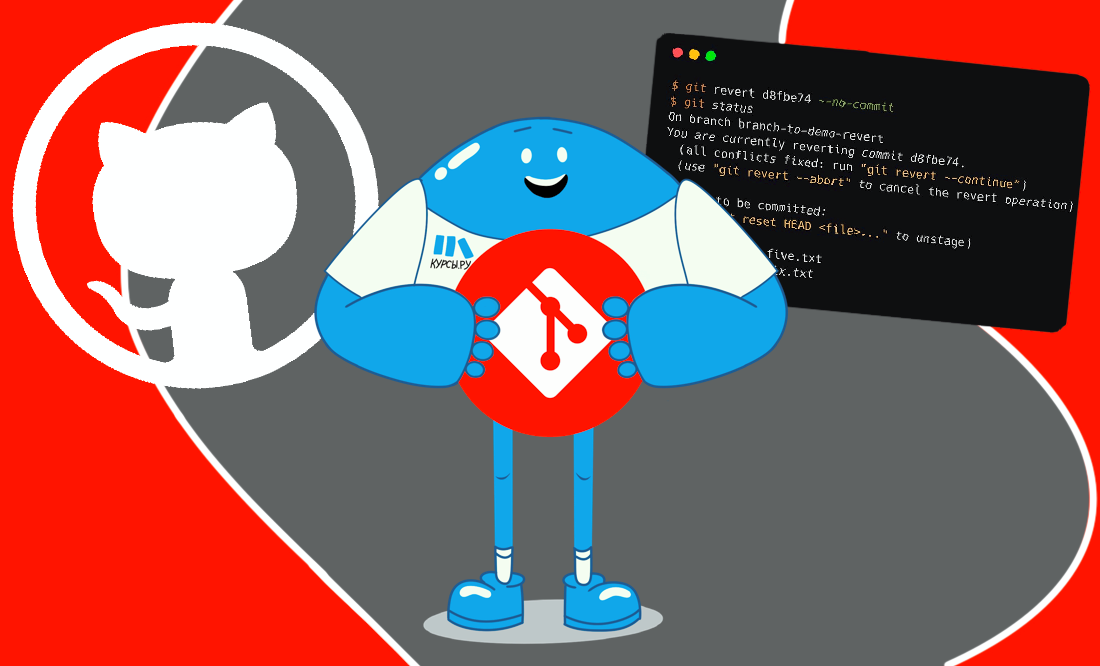 $ git revert d8fbe74 --no-commit
$ git status
On branch branch-to-demo-revert
You are currently reverting commit d8fbe74.
(all conflicts fixed: run "git revert --continue")
(use "git revert --abort" to cancel the revert operation)
to be committed:
reset HEAD <file>..." to unstage)
five.txt
ix.txt
КУРСЫ.РУ